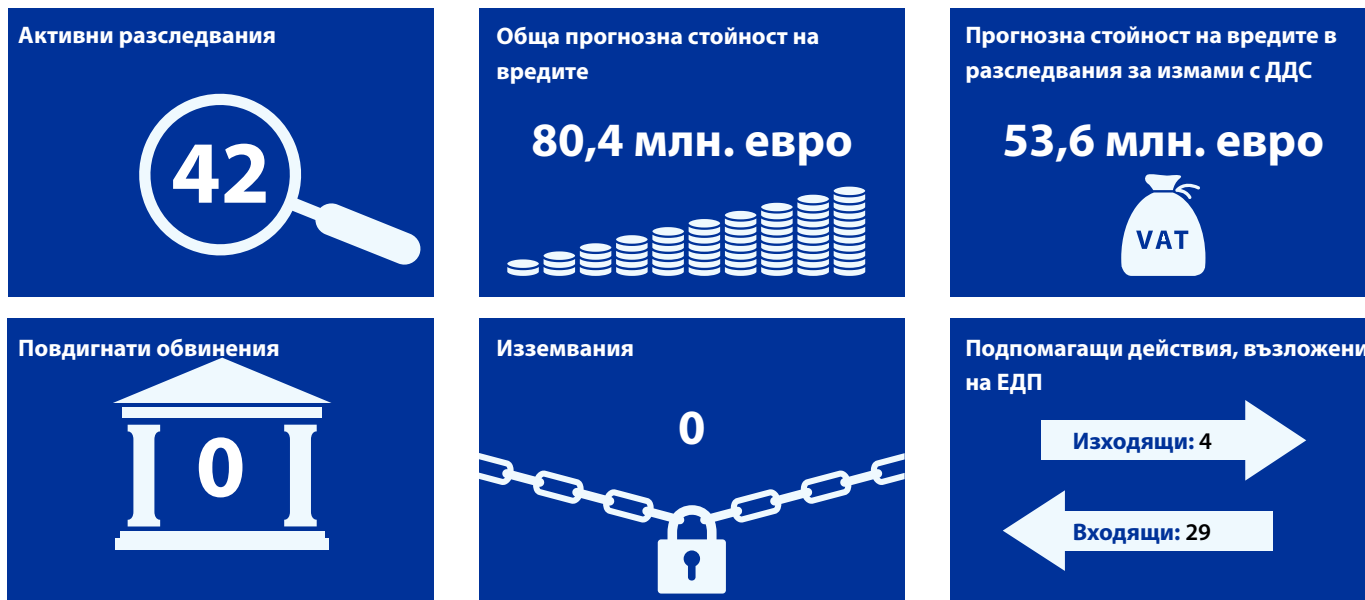 Активни разследвания
42
Обща прогнозна стойност на
вредите
80,4 млн. евро
Прогнозна стойност на вредите в
разследвания за измами с ДДС
53,6 млн. евро
VAT
Повдигнати обвинения
0
Изземвания
0
Подпомагащи действия, възложени
на ЕДП
Изходящи: 4
Входящи: 29